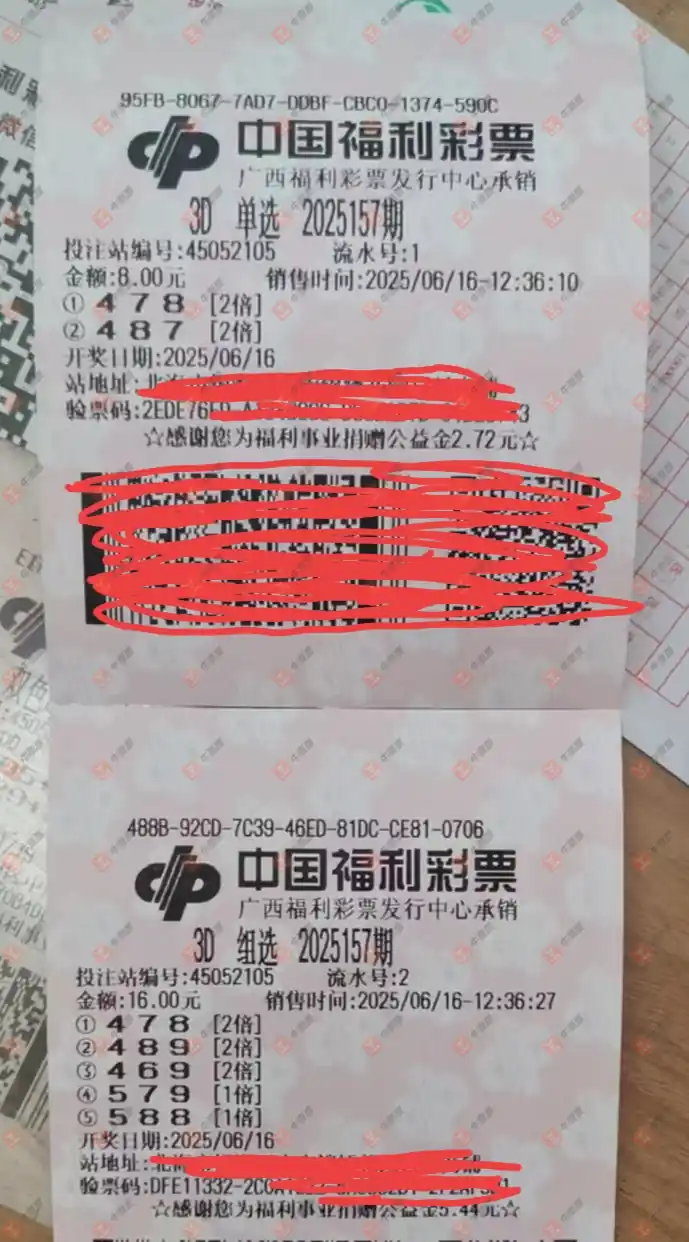 95FB-8067-7AD7-DDBF-CBC0-1374-590C
中国福利彩票
广西福利彩票发行中心承销
3D 单选 2025157期
投注站编号:45052105 流水号:1
金额:8.00元 销售时间:2025/06/16-12:36:10
① 4 7 8 [2倍]
② 4 8 7 [2倍]
开奖日期:2025/06/16
站地址:北海
验票码:2EDE76ED
☆感谢您为福利事业捐赠公益金2.72元☆
488B-92CD-7C39-46ED-81DC-CE81-0706
中国福利彩票
广西福利彩票发行中心承销
3D 组选 2025157期
投注站编号:45052105 流水号:2
金额:16.00元 销售时间:2025/06/16-12:36:27
① 4 7 8 [2倍]
② 4 8 9 [2倍]
③ 4 6 9 [2倍]
④ 5 7 9 [1倍]
⑤ 5 8 8 [1倍]
开奖日期:2025/06/16
站地址:北海
验票码:DFE11332
☆感谢您为福利事业捐赠公益金5.44元☆